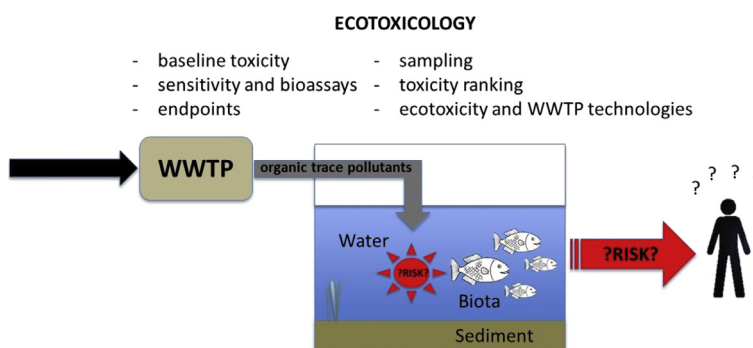 ECOTOXICOLOGY
- baseline toxicity
- sensitivity and bioassays
- endpoints
- sampling
- toxicity ranking
- ecotoxicity and WWTP technologies
WWTP
organic trace pollutants
Water
?RISK?
Biota
Sediment
?RISK?
? ? ?